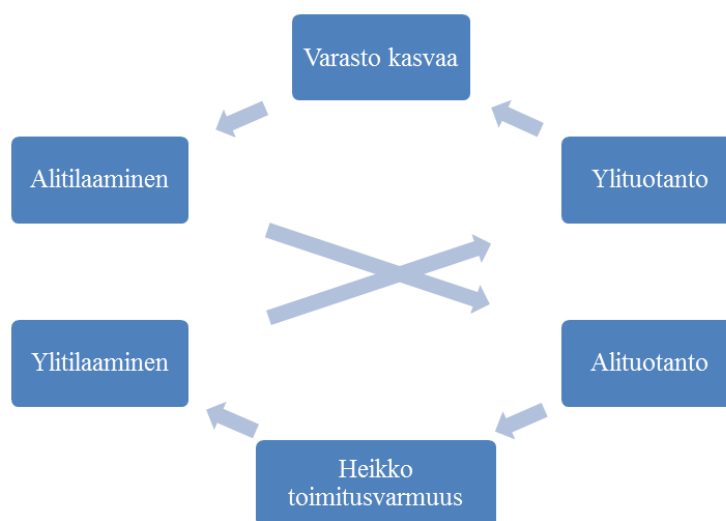 Varasto kasvaa
Alitilaaminen
Ylituotanto
Ylitilaaminen
Alituotanto
Heikko
toimitusvarmuus